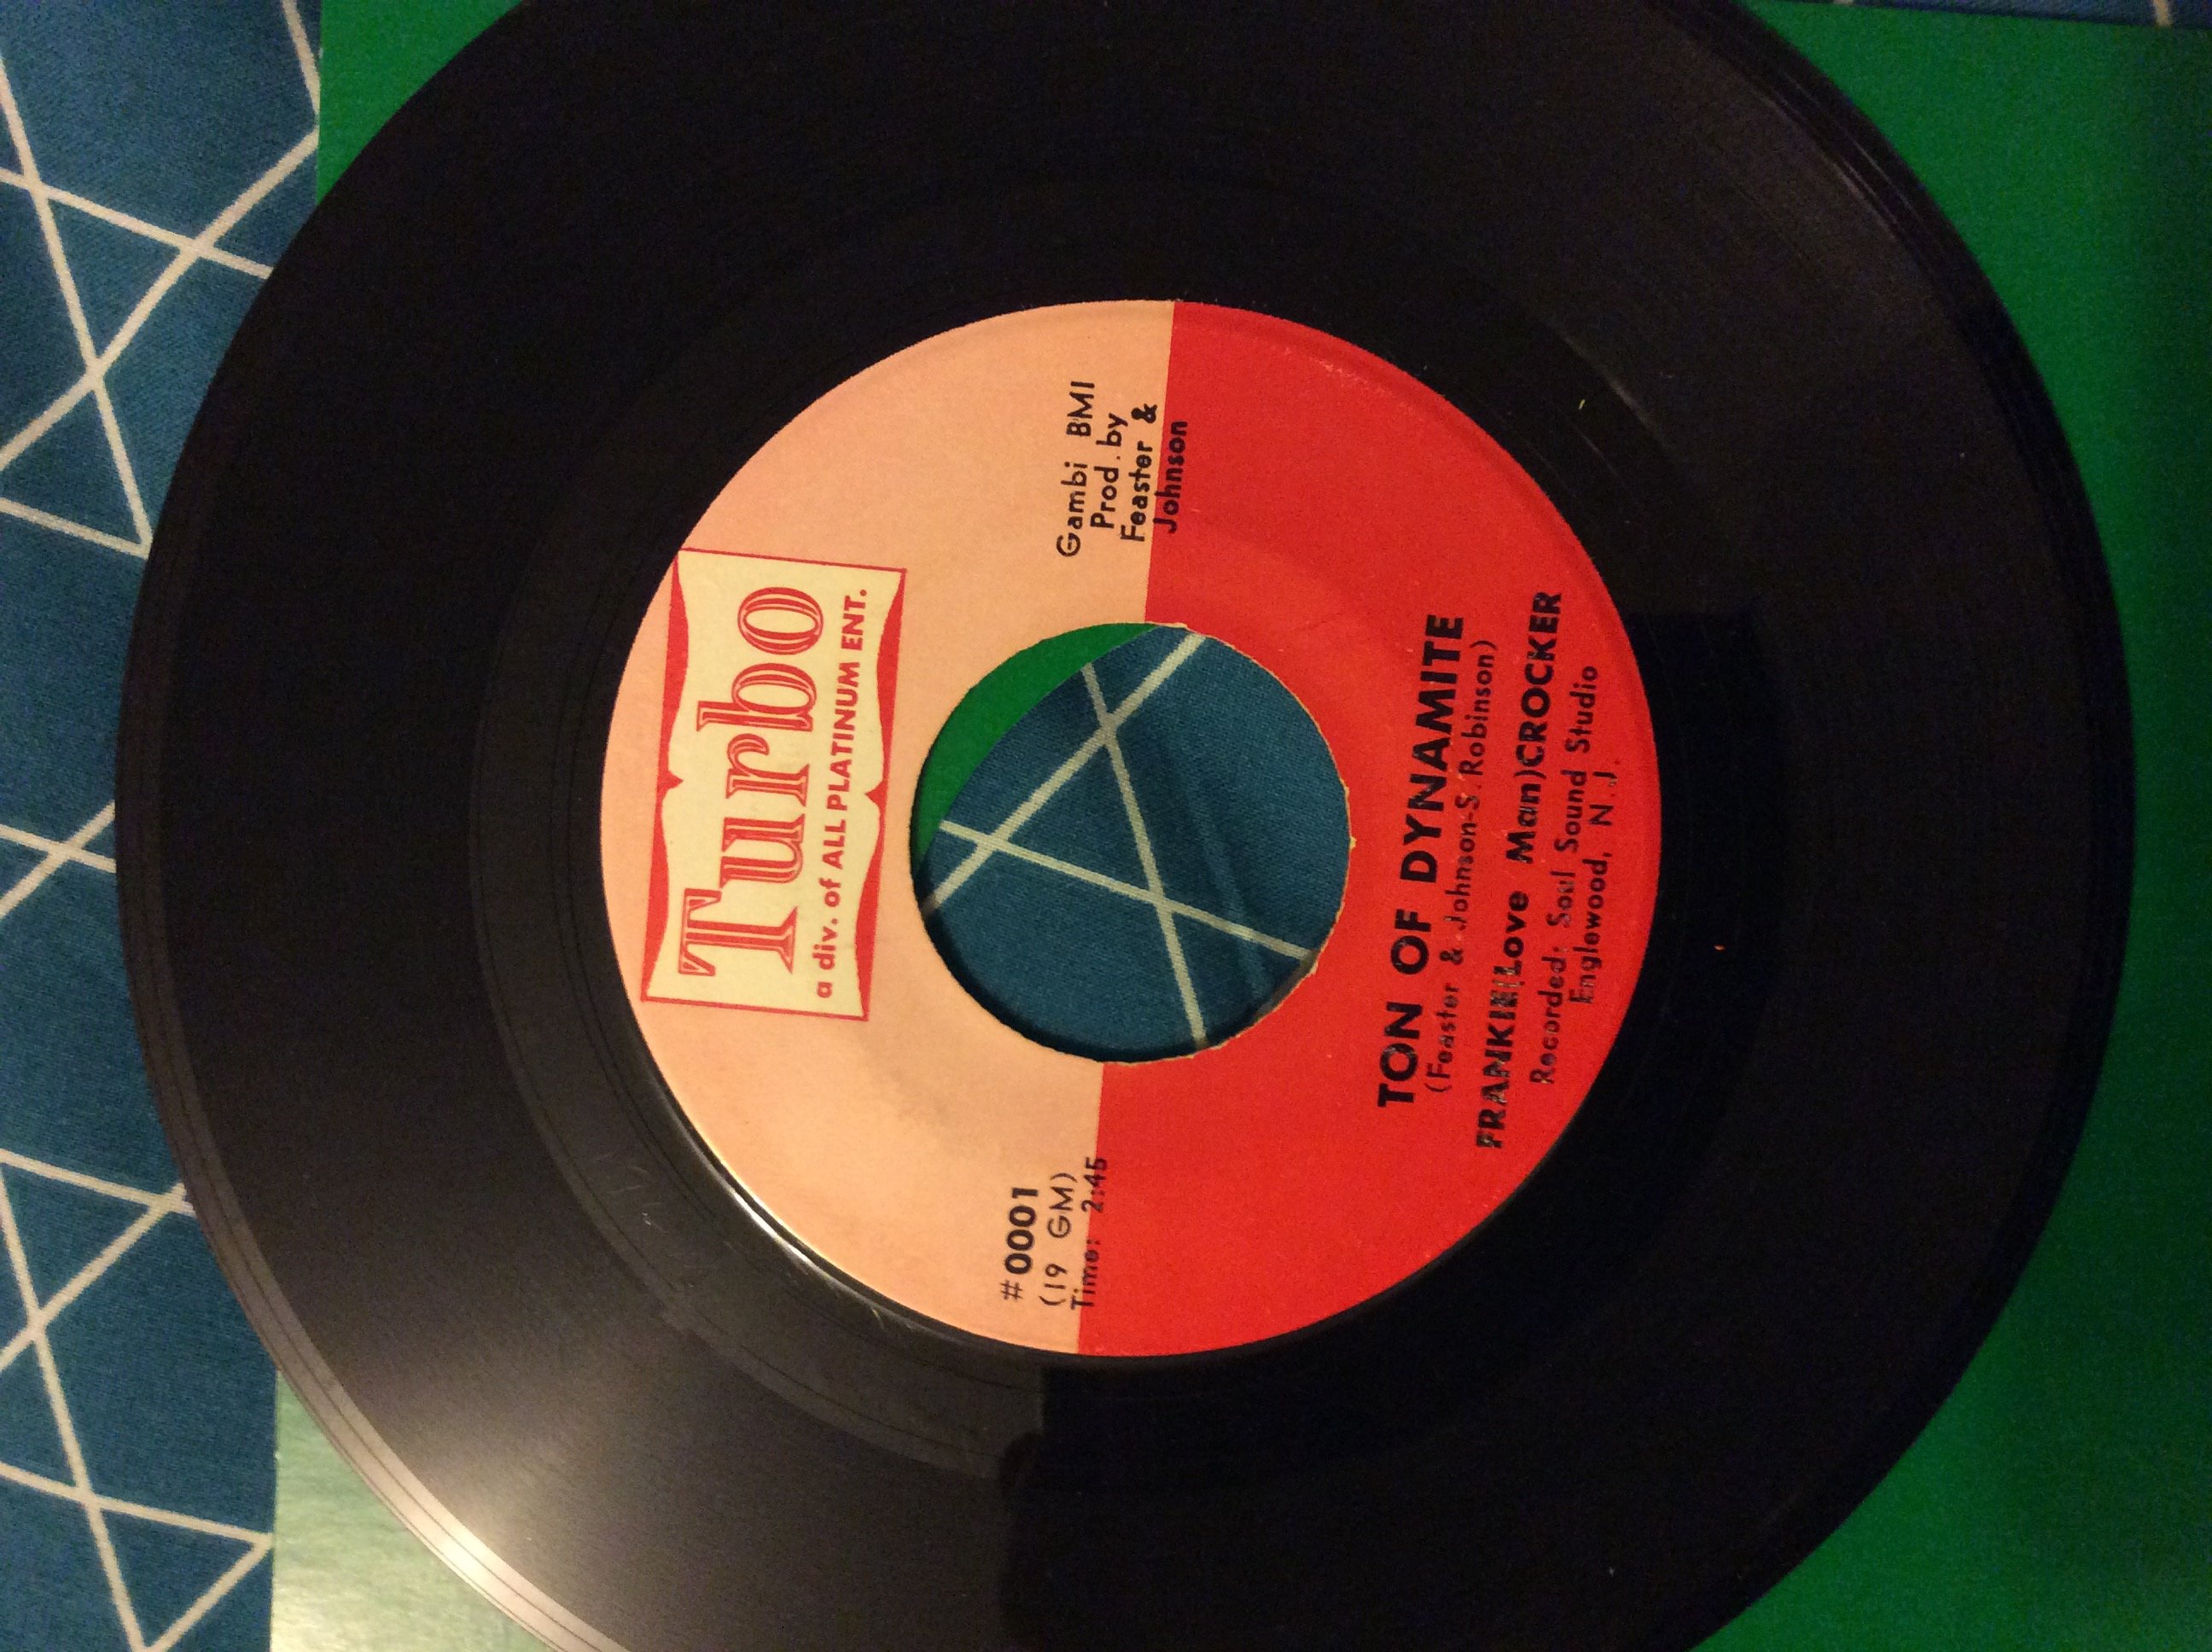 Turbo
a div. of ALL PLATINUM ENT.
Gambi BMI
Prod. by
Feaster &
Johnson
#0001
(19 GM)
Time: 2:45
TON OF DYNAMITE
(Feaster & Johnson-S. Robinson)
FRANKIE(Love Man)CROCKER
Recorded: Soul Sound Studio
Englewood, N.J.